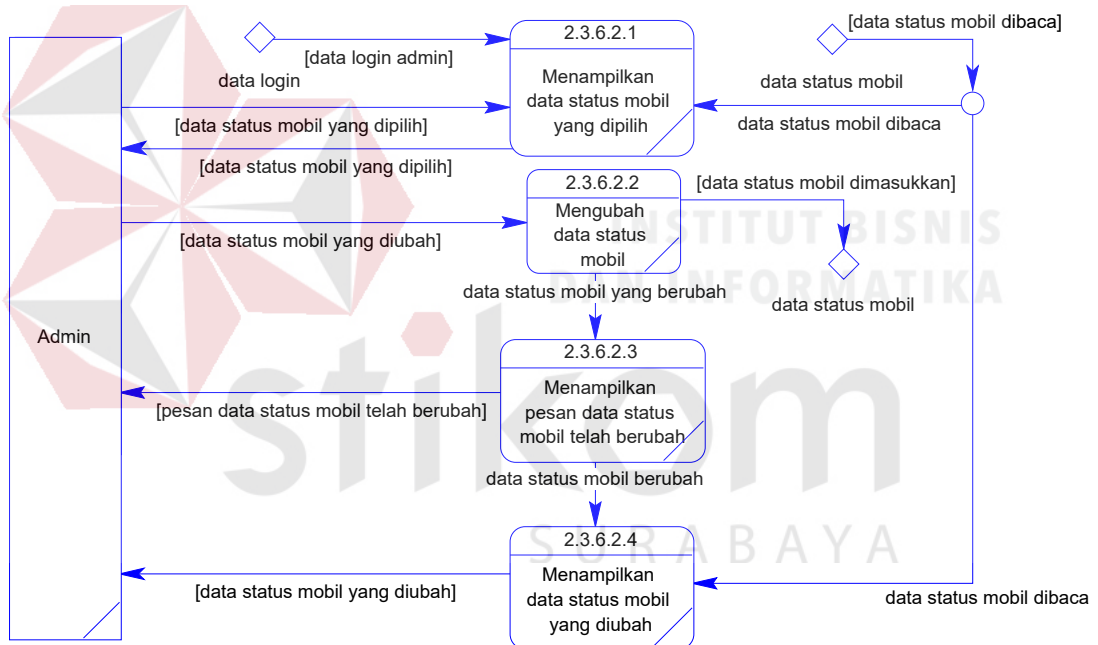 [data status mobil dibaca]
2.3.6.2.1
[data login admin]
data login
Menampilkan
data status mobil
yang dipilih
data status mobil
[data status mobil yang dipilih]
data status mobil dibaca
[data status mobil yang dipilih]
2.3.6.2.2
[data status mobil dimasukkan]
Mengubah
data status
mobil
[data status mobil yang diubah]
INSTITUT BISNIS
DAN INFORMATIKA
data status mobil yang berubah
data status mobil
Admin
2.3.6.2.3
Menampilkan
pesan data status
mobil telah berubah
[pesan data status mobil telah berubah]
stikom
data status mobil berubah
SURABAYA
2.3.6.2.4
Menampilkan
data status mobil
yang diubah
[data status mobil yang diubah]
data status mobil dibaca